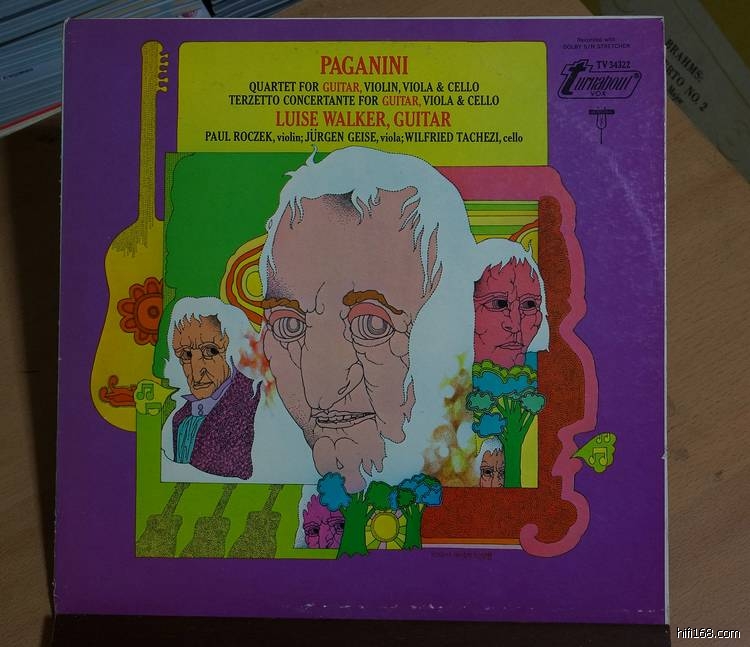 PAGANINI
QUARTET FOR GUITAR, VIOLIN, VIOLA & CELLO
TERZETTO CONCERTANTE FOR GUITAR, VIOLA & CELLO
LUISE WALKER, GUITAR
PAUL ROCZEK, violin; JÜRGEN GEISE, viola; WILFRIED TACHEZI, cello
Recorded with
DOLBY S/N STRETCHER
TV 34322
Turnabout
VOX
BRAHMS:
NO. 2
hifi168.com